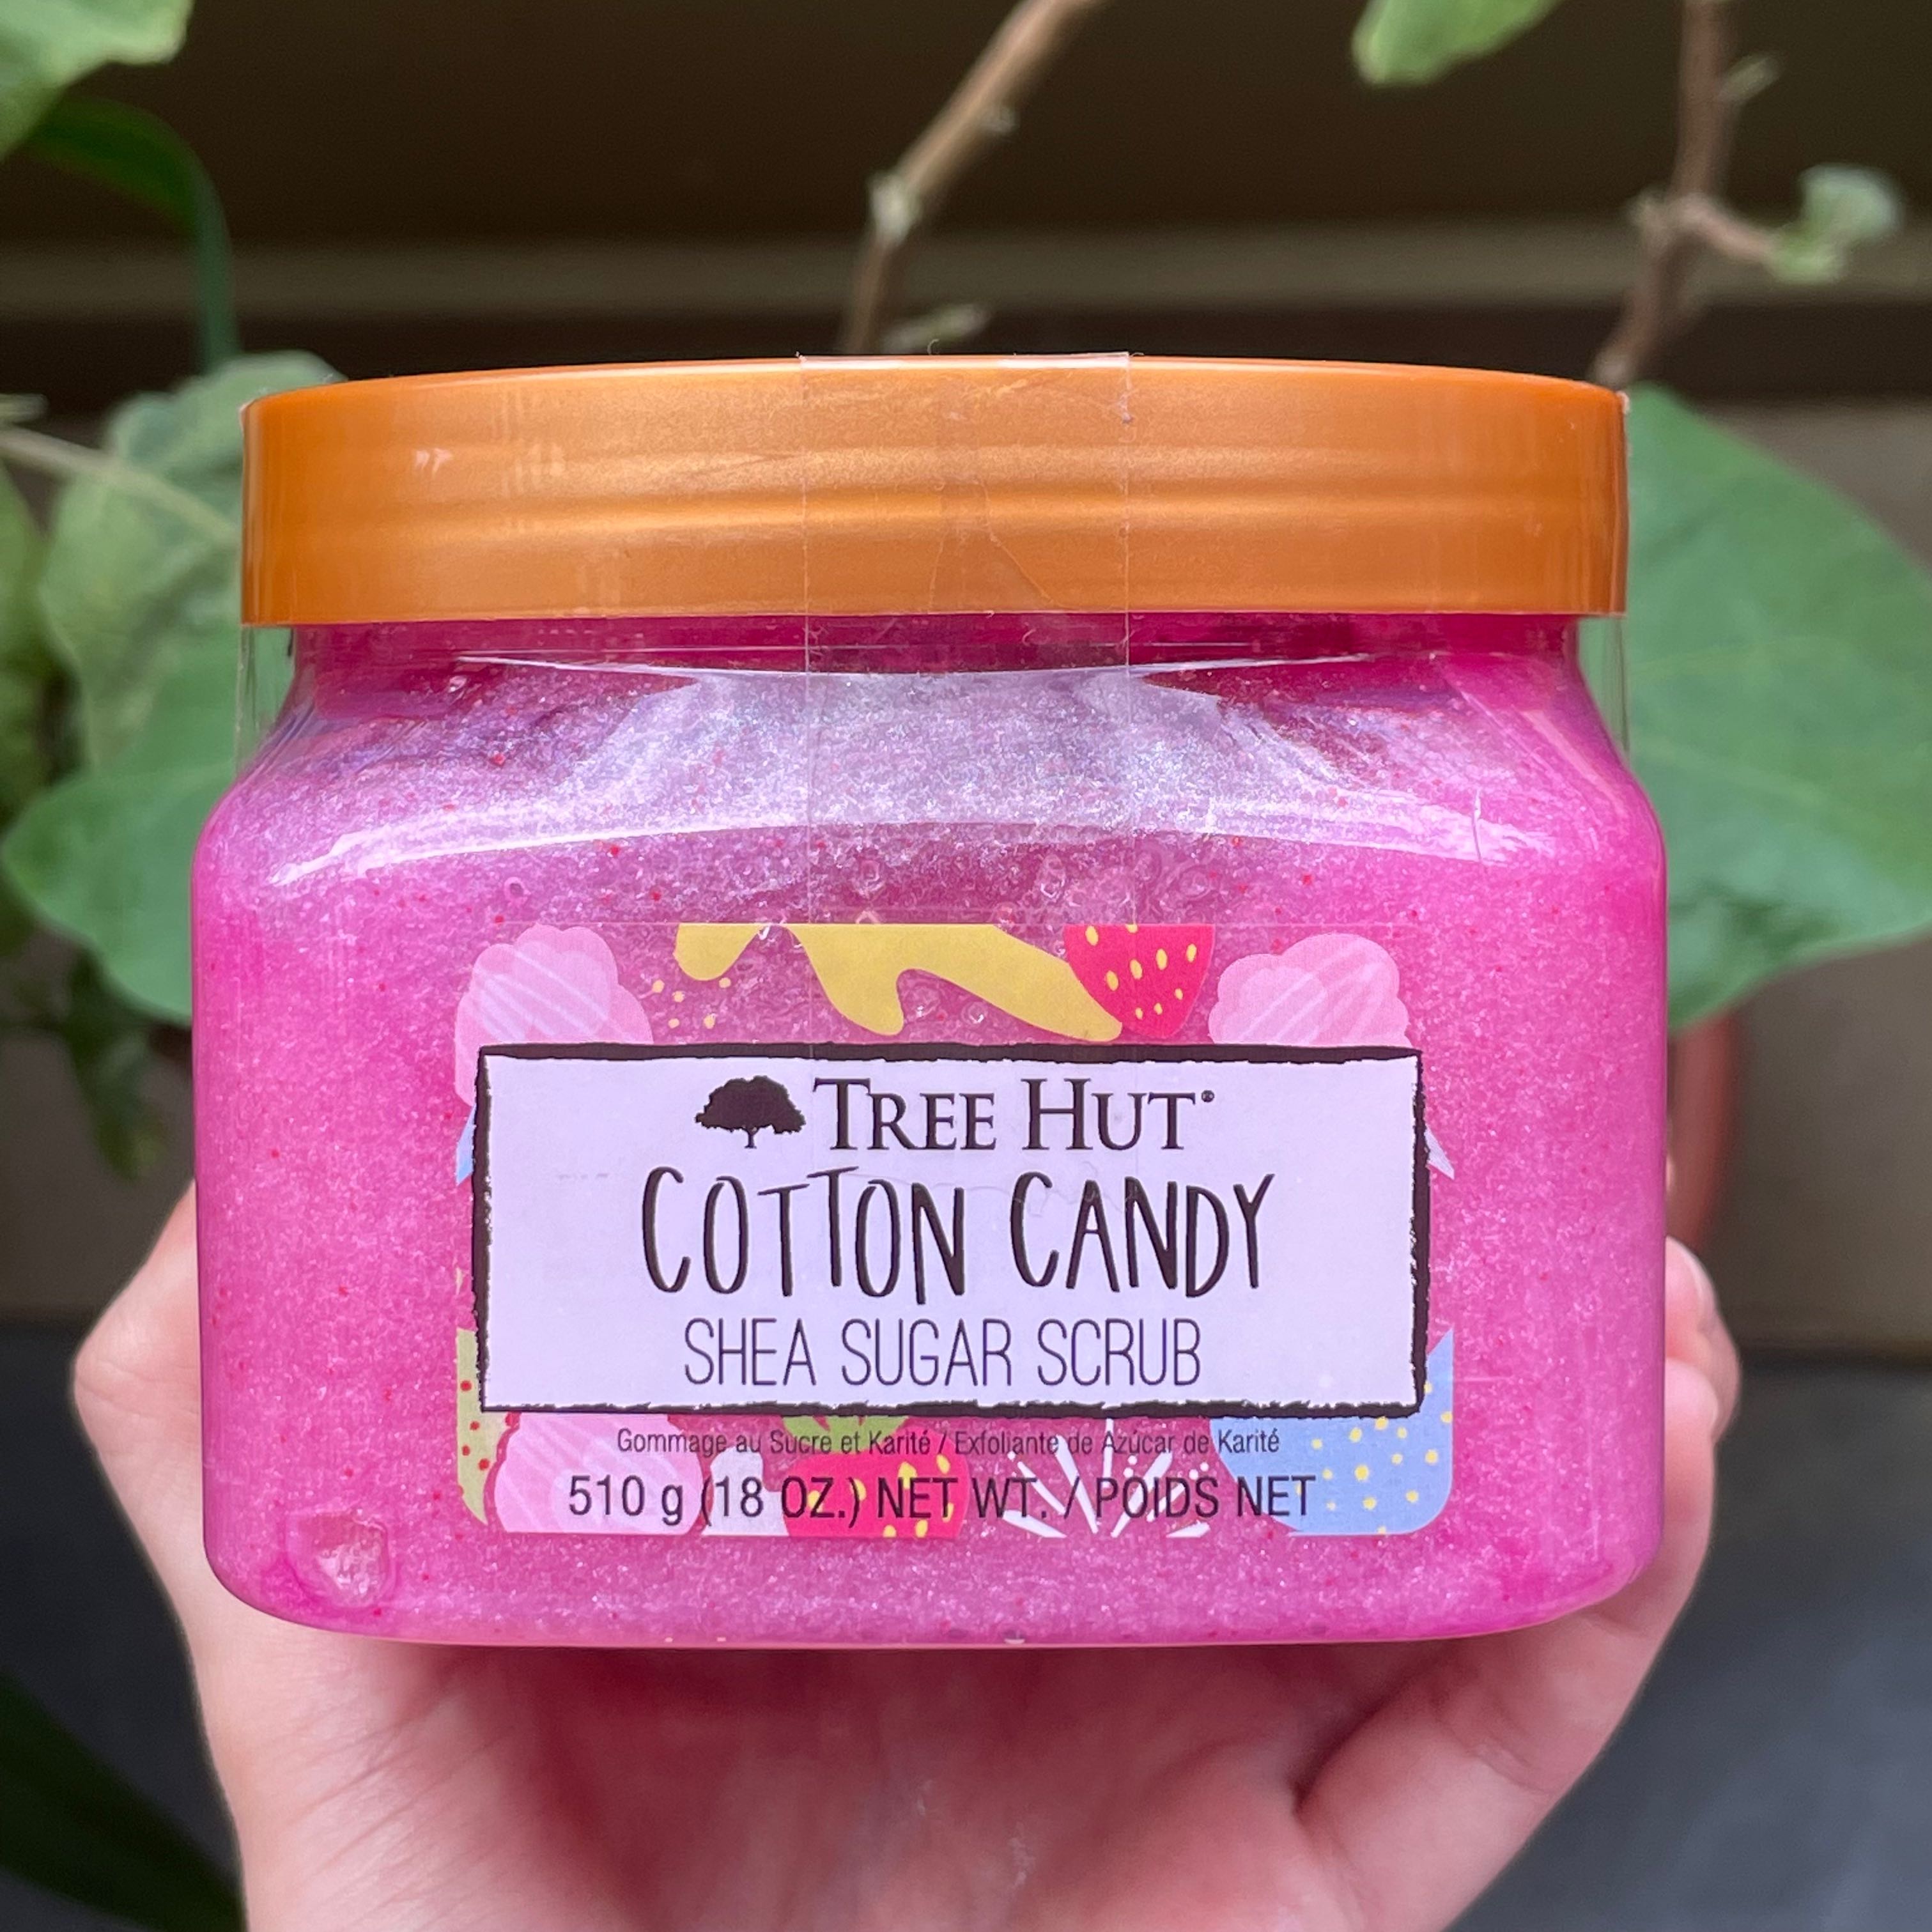 TREE HUT®
COTTON CANDY
SHEA SUGAR SCRUB
Gommage au Sucre et Karité / Exfoliante de Azúcar de Karité
510 g (18 OZ.) NET WT. / POIDS NET